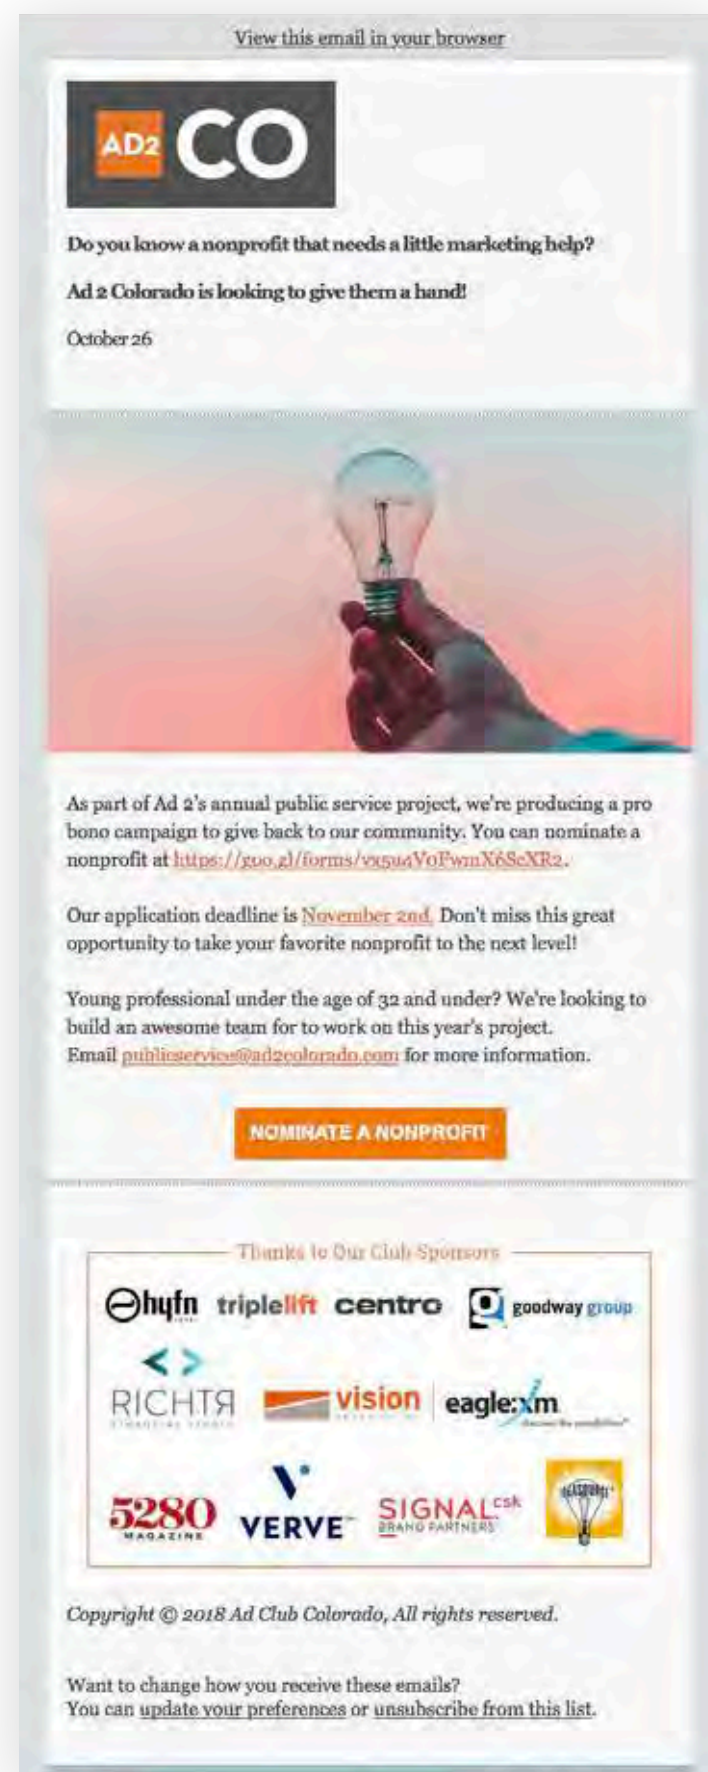 View this email in your browser
AD2 CO
Do you know a nonprofit that needs a little marketing help?
Ad 2 Colorado is looking to give them a hand!
October 26
As part of Ad 2's annual public service project, we're producing a pro
bono campaign to give back to our community. You can nominate a
nonprofit at
Our application deadline is November 2nd. Don't miss this great
opportunity to take your favorite nonprofit to the next level!
Young professional under the age of 32 and under? We're looking to
build an awesome team for to work on this year's project.
Email publicservice@ad2colorado.com for more information.
NOMINATE A NONPROFIT
Thanks to Our Club Sponsors
hyfn triplelift centro g goodway group
RICHTR vision eagle:xm
5280 MAGAZINE VERVE SIGNAL.csk BRAND PARTNERS
Copyright © 2018 Ad Club Colorado, All rights reserved.
Want to change how you receive these emails?
You can update your preferences or unsubscribe from this list.